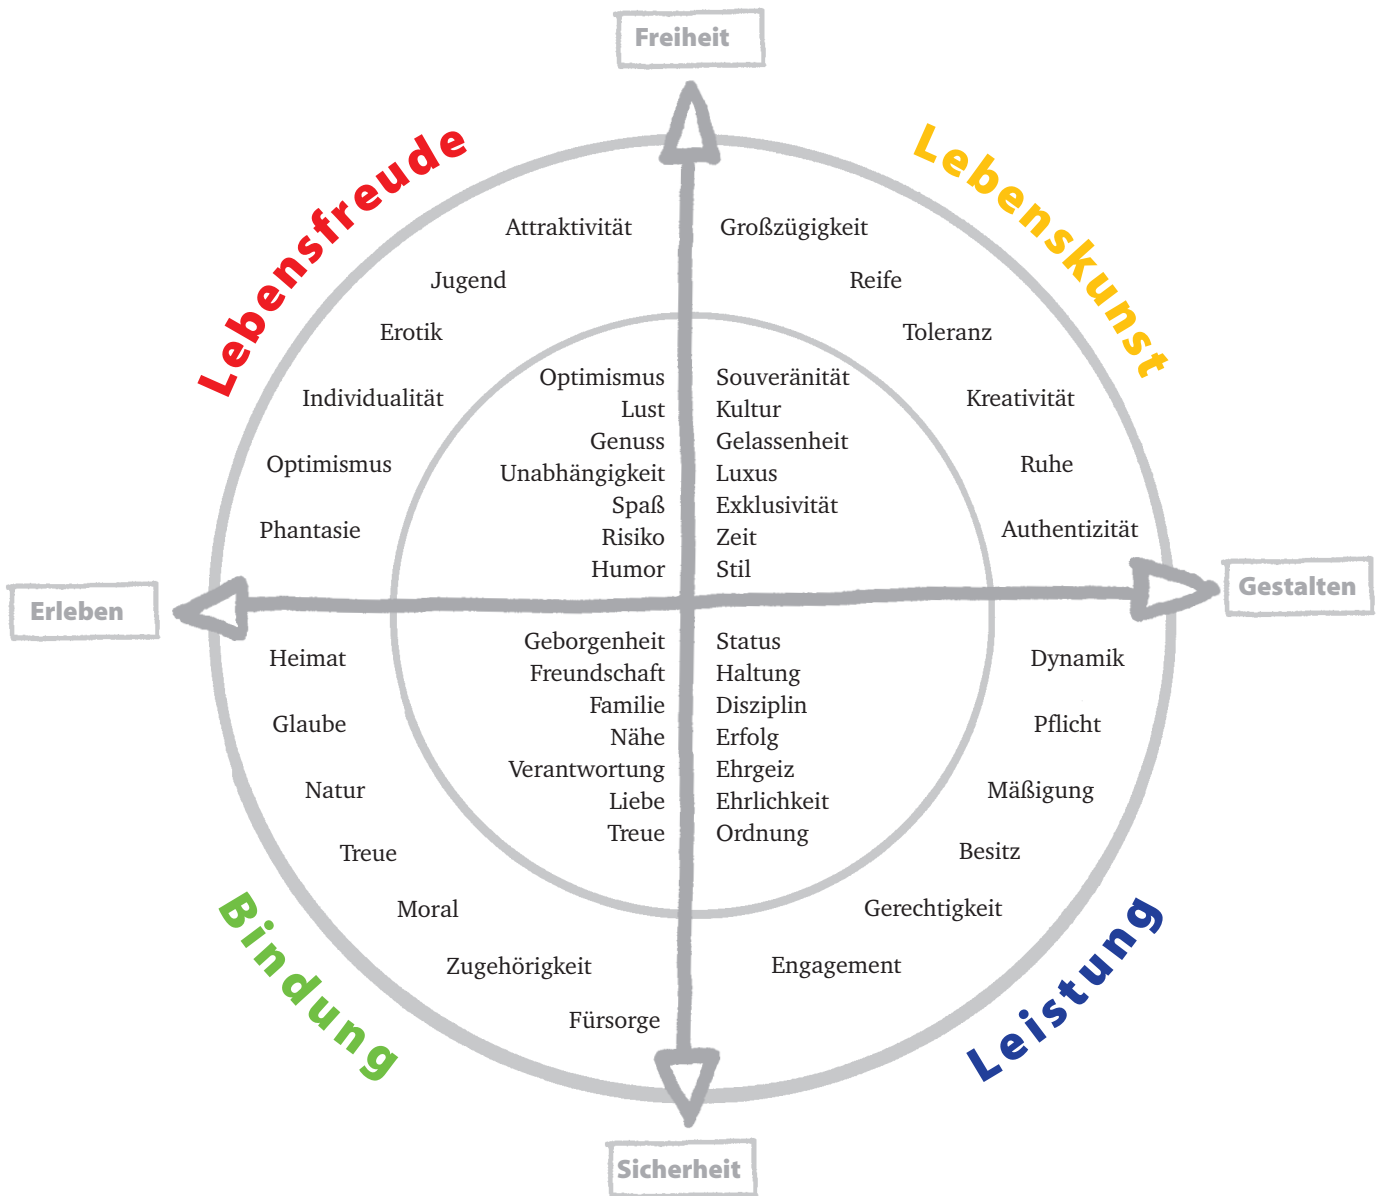 Freiheit
Lebensfreude
Lebenskunst
Attraktivität
Großzügigkeit
Jugend
Reife
Erotik
Toleranz
Individualität
Kreativität
Optimismus
Ruhe
Phantasie
Authentizität
Optimismus
Lust
Genuss
Unabhängigkeit
Spaß
Risiko
Humor
Souveränität
Kultur
Gelassenheit
Luxus
Exklusivität
Zeit
Stil
Erleben
Gestalten
Geborgenheit
Freundschaft
Familie
Nähe
Verantwortung
Liebe
Treue
Status
Haltung
Disziplin
Erfolg
Ehrgeiz
Ehrlichkeit
Ordnung
Heimat
Glaube
Natur
Treue
Moral
Zugehörigkeit
Fürsorge
Dynamik
Pflicht
Mäßigung
Besitz
Gerechtigkeit
Engagement
Bindung
Leistung
Sicherheit